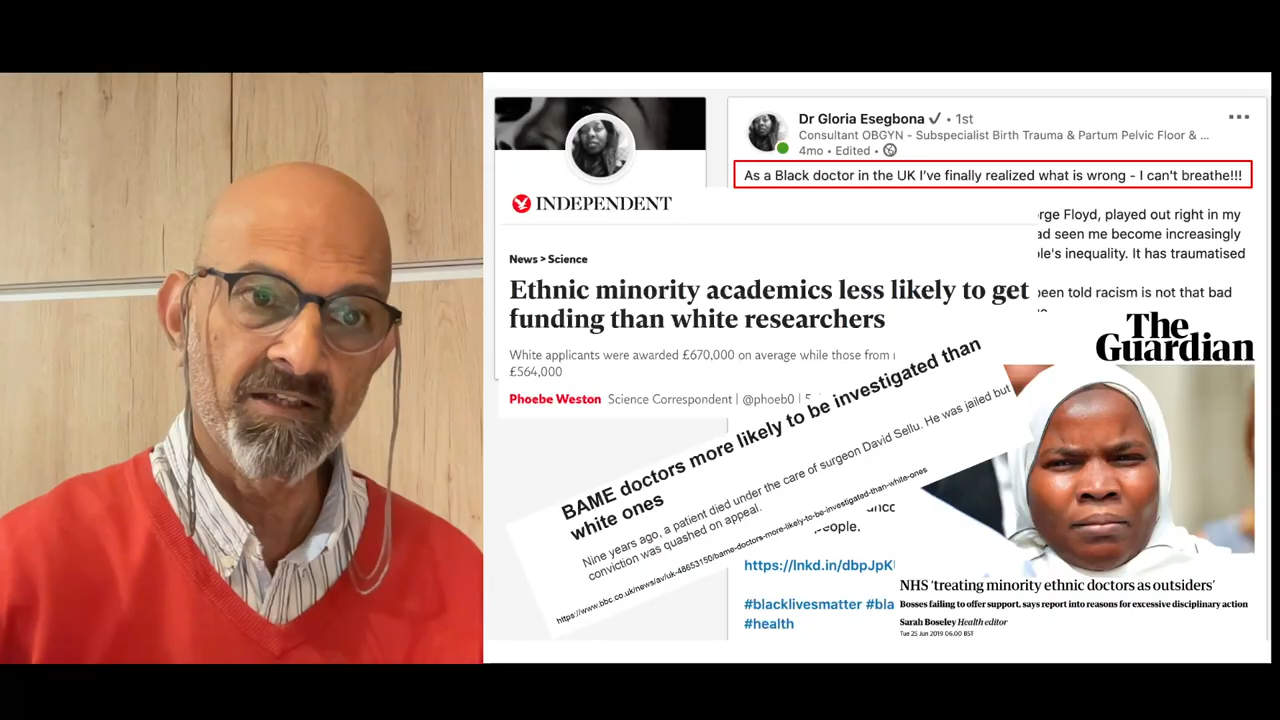 Dr Gloria Esegbona ✓ • 1st
Consultant OBGYN - Subspecialist Birth Trauma & Partum Pelvic Floor & ...
4mo • Edited •
As a Black doctor in the UK I've finally realized what is wrong - I can't breathe!!!
rge Floyd, played out right in my
ad seen me become increasingly
le's inequality. It has traumatised
been told racism is not that bad
INDEPENDENT
News > Science
Ethnic minority academics less likely to get
funding than white researchers
White applicants were awarded £670,000 on average while those from
£564,000
Phoebe Weston Science Correspondent | @phoeb0 |
BAME doctors more likely to be investigated than
white ones
Nine years ago, a patient died under the care of surgeon David Sellu. He was jailed but
conviction was quashed on appeal.
https://www.bbc.co.uk/news/av/uk-48653150/bame-doctors-more-likely-to-be-investigated-than-white-ones
people.
https://lnkd.in/dbpJpK
#blacklivesmatter #bla
#health
The
Guardian
NHS 'treating minority ethnic doctors as outsiders'
Bosses failing to offer support, says report into reasons for excessive disciplinary action
Sarah Boseley Health editor
Tue 25 Jun 2019 06.00 BST